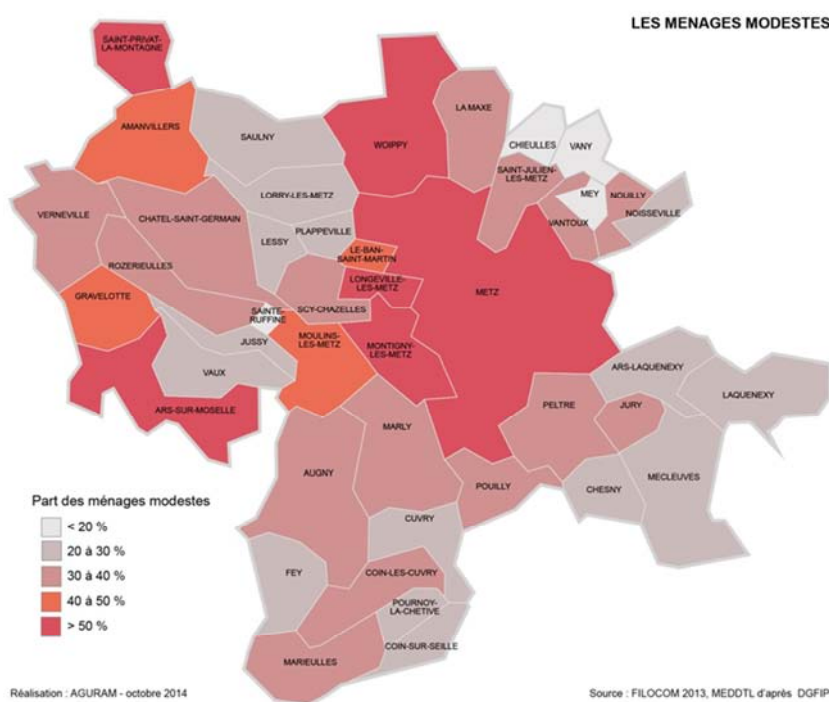 LES MENAGES MODESTES
SAINT-PRIVAT-
LA-MONTAGNE
AMANVILLERS
SAULNY
WOIPPY
LA MAXE
CHIEULLES
VANY
SAINT-JULIEN-
LES-METZ
MEY
NOUILLY
NOISSEVILLE
VANTOUX
LORRY-LES-METZ
VERNEVILLE
CHATEL-SAINT-GERMAIN
LESSY
PLAPPEVILLE
LE-BAN-
SAINT-MARTIN
ROZERIEULLES
LONGEVILLE-
LES-METZ
METZ
GRAVELOTTE
SAINTE-
RUFFINE
SCY-CHAZELLES
JUSSY
MOULINS-
LES-METZ
MONTIGNY-
LES-METZ
VAUX
ARS-SUR-MOSELLE
ARS-LAQUENEXY
LAQUENEXY
PELTRE
JURY
MARLY
AUGNY
POUILLY
CHESNY
MECLEUVES
CUVRY
FEY
COIN-LES-CUVRY
POURNOY-
LA-CHETIVE
COIN-SUR-SEILLE
MARIEULLES
Part des ménages modestes
< 20 %
20 à 30 %
30 à 40 %
40 à 50 %
> 50 %
Réalisation : AGURAM - octobre 2014
Source : FILOCOM 2013, MEDDTL d'après DGFIP